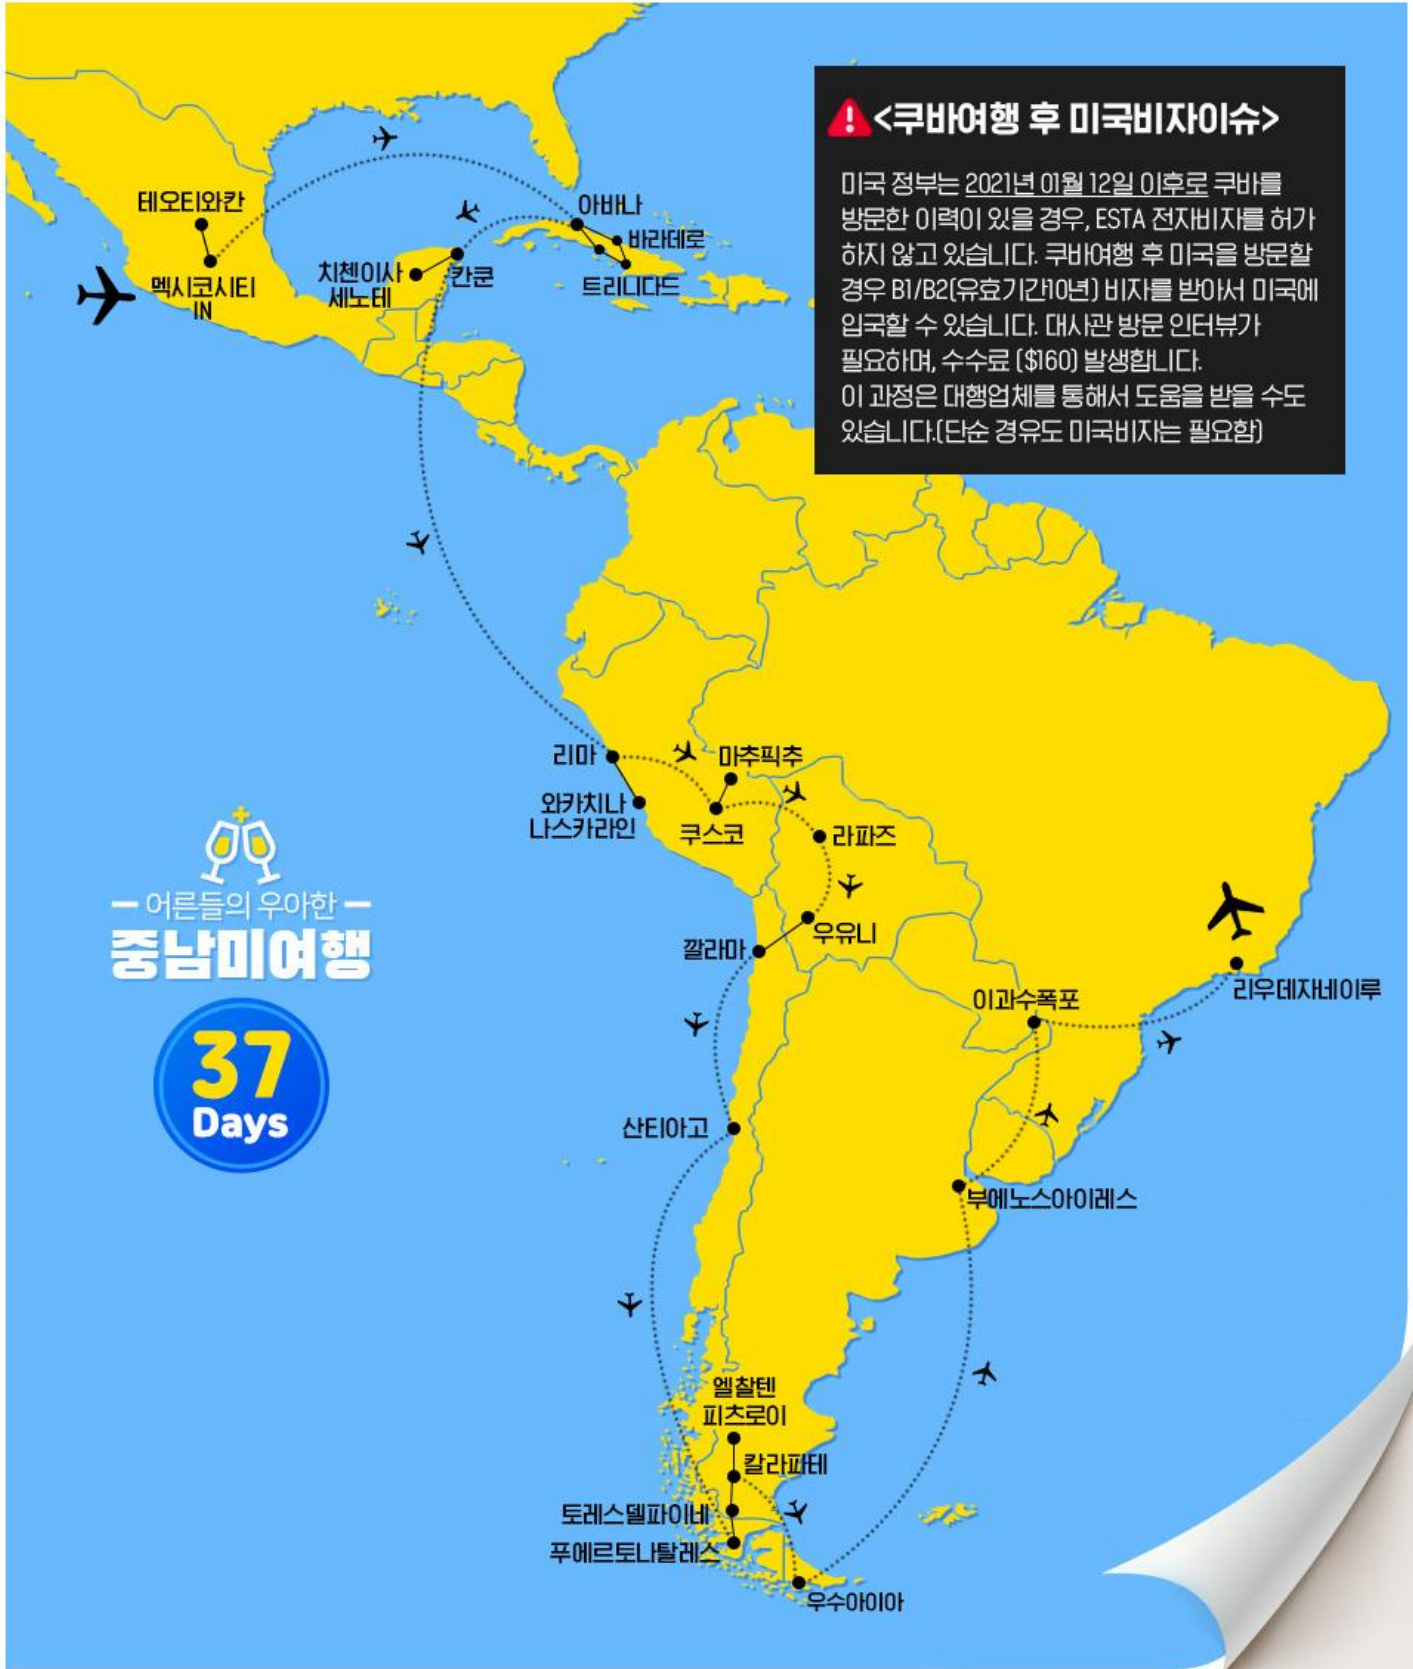 <쿠바여행 후 미국비자이슈>
미국 정부는 2021년 01월 12일 이후로 쿠바를
방문한 이력이 있을 경우, ESTA 전자비자를 허가
하지 않고 있습니다. 쿠바여행 후 미국을 방문할
경우 B1/B2(유효기간10년) 비자를 받아서 미국에
입국할 수 있습니다. 대사관 방문 인터뷰가
필요하며, 수수료 ($160) 발생합니다.
이 과정은 대행업체를 통해서 도움을 받을 수도
있습니다.(단순 경유도 미국비자는 필요함)
테오티와칸
멕시코시티
IN
치첸이사
세노테
칸쿤
아바나
바라데로
트리니다드
리마
마추픽추
와카치나
나스카라인
쿠스코
라파즈
우유니
깔라마
이과수폭포
리우데자네이루
산티아고
부에노스아이레스
엘찰텐
피츠로이
칼라파테
토레스델파이네
푸에르토나탈레스
우수아이아
어른들의 우아한
중남미여행
37
Days